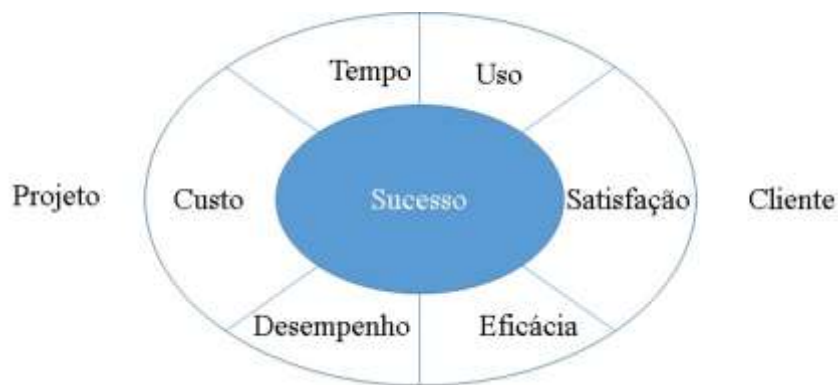 Tempo
Uso
Projeto
Custo
Sucesso
Satisfação
Cliente
Desempenho
Eficácia